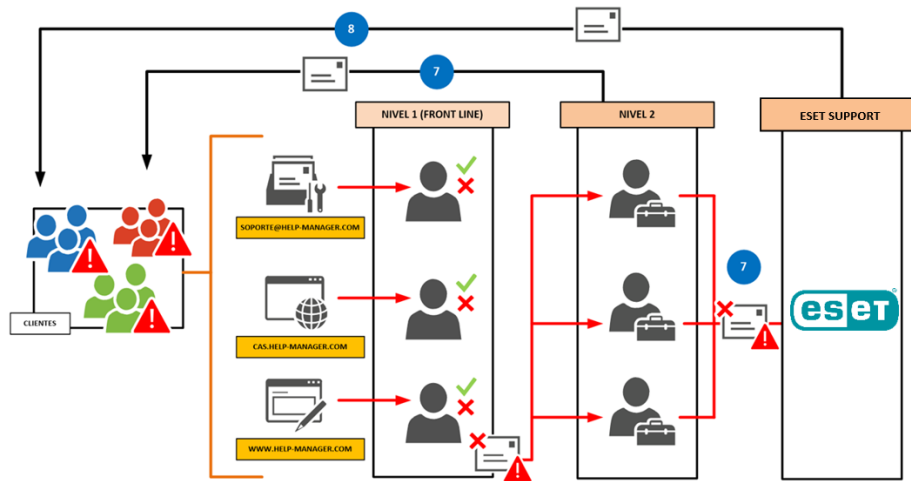 8
7
NIVEL 1 (FRONT LINE)
NIVEL 2
ESET SUPPORT
SOPORTE@HELP-MANAGER.COM
7
eseT
CLIENTES
CAS.HELP-MANAGER.COM
WWW.HELP-MANAGER.COM